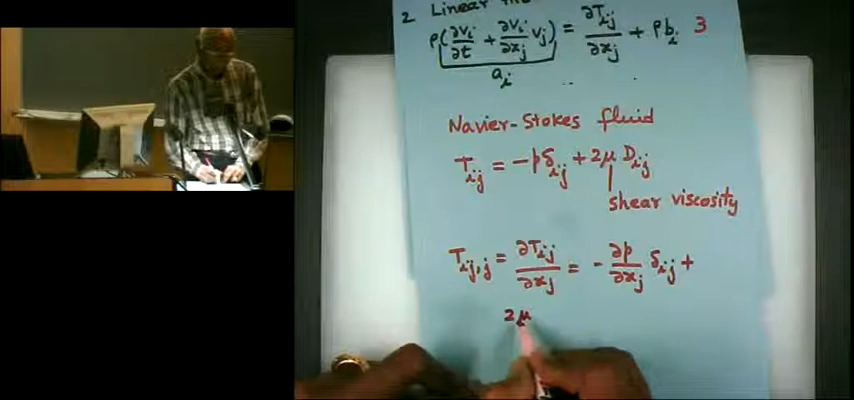 2 Linear
ρ(∂vᵢ/∂t + ∂vᵢ/∂xⱼ vⱼ) = ∂Tᵢⱼ/∂xⱼ + ρbᵢ 3
aᵢ
Navier-Stokes fluid
Tᵢⱼ = -pδᵢⱼ + 2μ Dᵢⱼ
shear viscosity
Tᵢⱼ,ⱼ = ∂Tᵢⱼ/∂xⱼ = - ∂p/∂xⱼ δᵢⱼ +
2μ